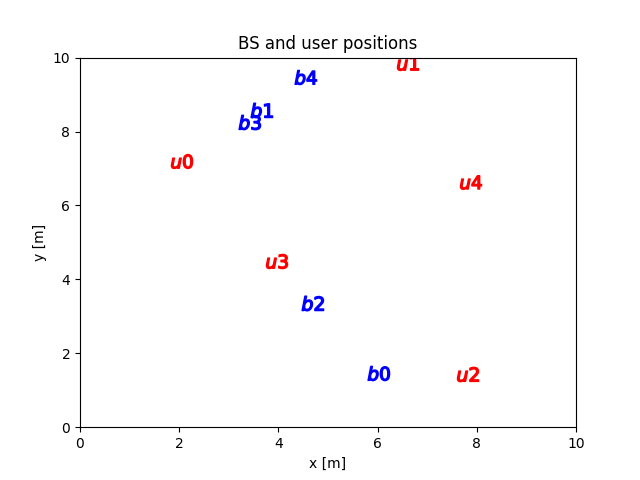 BS and user positions
y [m]
10
8
6
4
2
0
u1
b4
b1
b3
u0
u4
u3
b2
b0
u2
0 2 4 6 8 10
x [m]